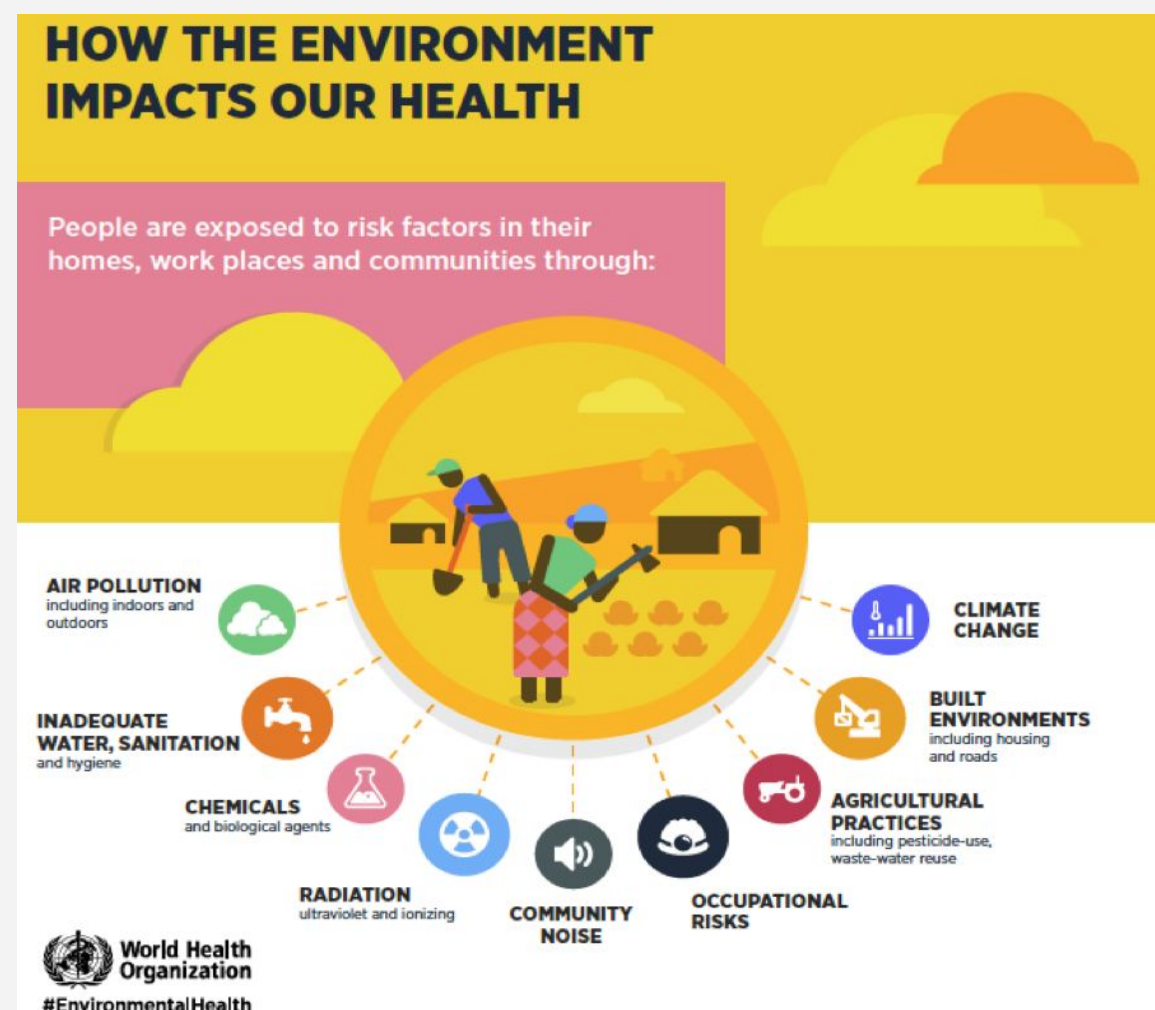 HOW THE ENVIRONMENT
IMPACTS OUR HEALTH
People are exposed to risk factors in their
homes, work places and communities through:
AIR POLLUTION
including indoors and
outdoors
INADEQUATE
WATER, SANITATION
and hygiene
CHEMICALS
and biological agents
RADIATION
ultraviolet and ionizing
COMMUNITY
NOISE
OCCUPATIONAL
RISKS
AGRICULTURAL
PRACTICES
including pesticide-use,
waste-water reuse
BUILT
ENVIRONMENTS
including housing
and roads
CLIMATE
CHANGE
World Health
Organization
#EnvironmentalHealth